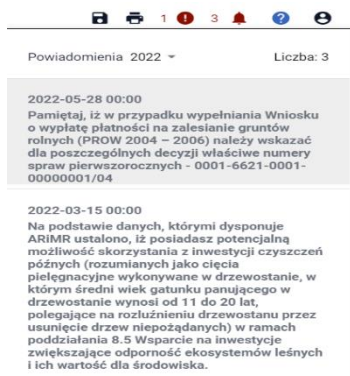 1 3
Powiadomienia 2022 Liczba: 3
2022-05-28 00:00
Pamiętaj, iż w przypadku wypełniania Wniosku
o wypłatę płatności na zalesianie gruntów
rolnych (PROW 2004 – 2006) należy wskazać
dla poszczególnych decyzji właściwe numery
spraw pierwszorocznych - 0001-6621-0001-
00000001/04
2022-03-15 00:00
Na podstawie danych, którymi dysponuje
ARiMR ustalono, iż posiadasz potencjalną
możliwość skorzystania z inwestycji czyszczeń
późnych (rozumianych jako cięcia
pielęgnacyjne wykonywane w drzewostanie, w
którym średni wiek gatunku panującego w
drzewostanie wynosi od 11 do 20 lat,
polegające na rozluźnieniu drzewostanu przez
usunięcie drzew niepożądanych) w ramach
poddziałania 8.5 Wsparcie na inwestycje
zwiększające odporność ekosystemów leśnych
i ich wartość dla środowiska.